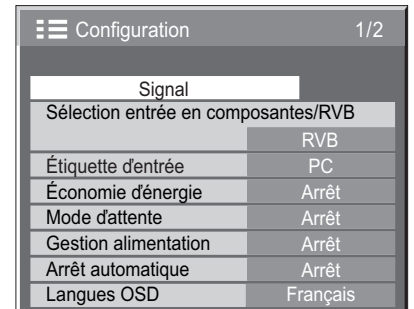 Configuration 1/2
Signal
Sélection entrée en composantes/RVB
RVB
Étiquette d'entrée PC
Économie d'énergie Arrêt
Mode d'attente Arrêt
Gestion alimentation Arrêt
Arrêt automatique Arrêt
Langues OSD Français